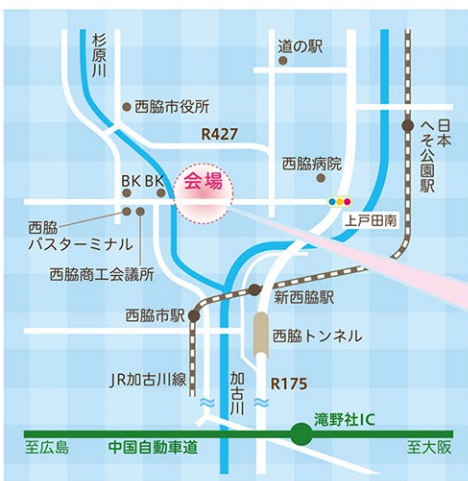 杉原川
道の駅
西脇市役所
R427
日本
へそ公園駅
西脇病院
BK
BK
会場
上戸田南
西脇
バスターミナル
西脇商工会議所
新西脇駅
西脇市駅
西脇トンネル
JR加古川線
加古川
R175
滝野社IC
至広島
中国自動車道
至大阪